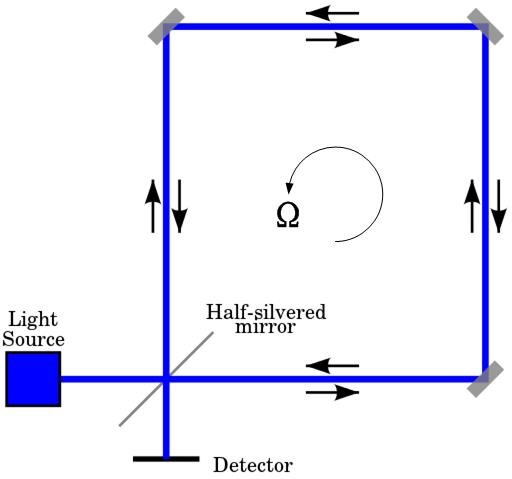 Ω
Half-silvered
mirror
Light
Source
Detector